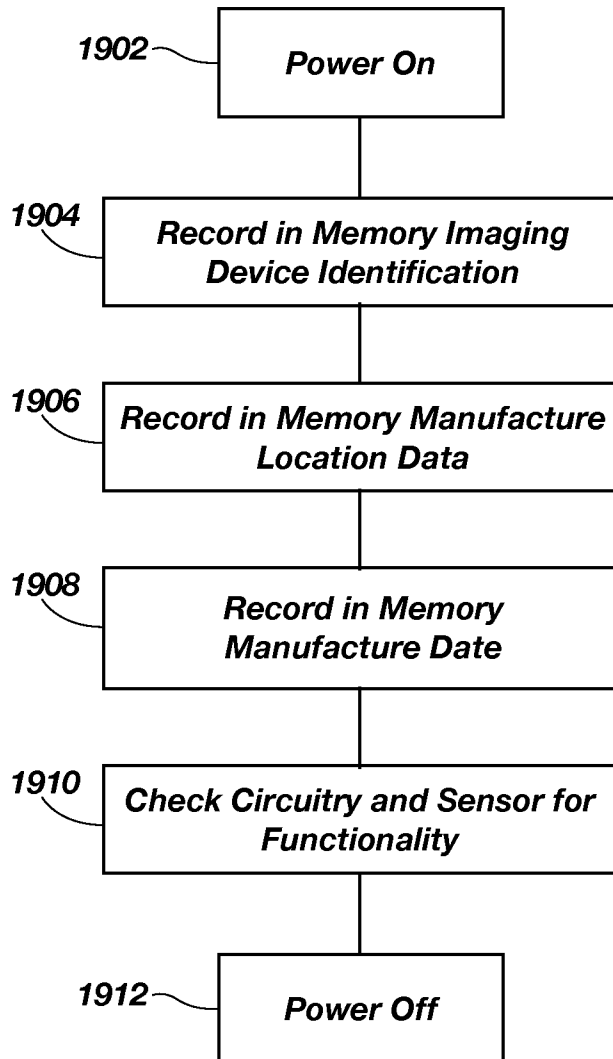 1902
Power On
1904
Record in Memory Imaging
Device Identification
1906
Record in Memory Manufacture
Location Data
1908
Record in Memory
Manufacture Date
1910
Check Circuitry and Sensor for
Functionality
1912
Power Off